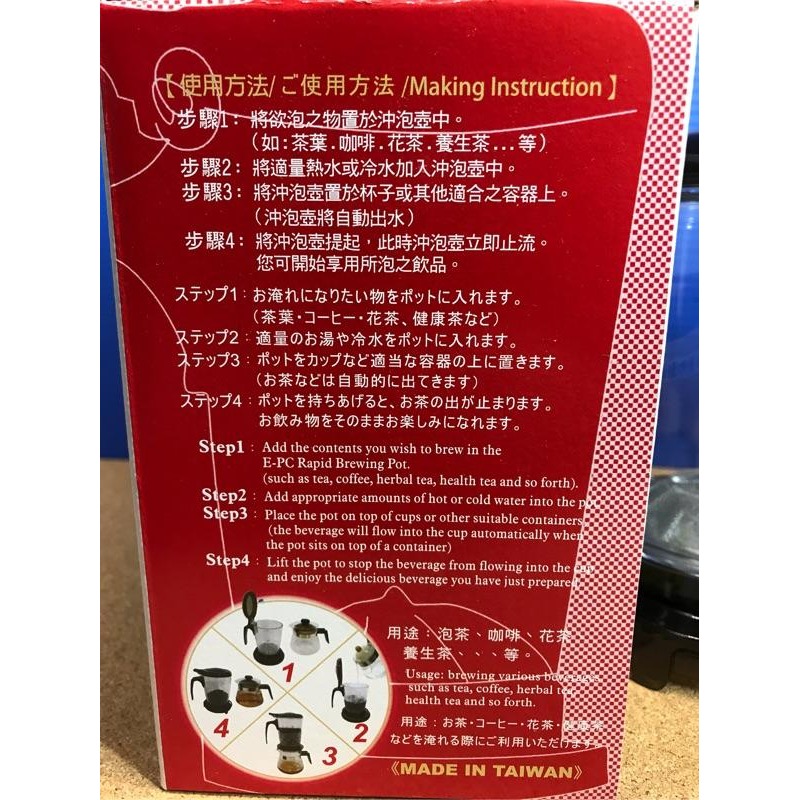 【使用方法/ご使用方法 /Making Instruction】
步驟1: 將欲泡之物置於沖泡壺中。
(如:茶葉.咖啡.花茶.養生茶...等)
步驟2: 將適量熱水或冷水加入沖泡壺中。
步驟3: 將沖泡壺置於杯子或其他適合之容器上。
(沖泡壺將自動出水)
步驟4: 將沖泡壺提起,此時沖泡壺立即止流。
您可開始享用所泡之飲品。
ステップ1:お淹れになりたい物をポットに入れます。
(茶葉・コーヒー・花茶、健康茶など)
ステップ2:適量のお湯や冷水をポットに入れます。
ステップ3:ポットをカップなど適当な容器の上に置きます。
(お茶などは自動的に出てきます)
ステップ4:ポットを持ちあげると、お茶の出が止まります。
お飲み物をそのままお楽しみになれます。
Step1 : Add the contents you wish to brew in the
E-PC Rapid Brewing Pot.
(such as tea, coffee, herbal tea, health tea and so forth).
Step2 : Add appropriate amounts of hot or cold water into the pot
Step3 : Place the pot on top of cups or other suitable containers
(the beverage will flow into the cup automatically when
the pot sits on top of a container)
Step4 : Lift the pot to stop the beverage from flowing into the cup
and enjoy the delicious beverage you have just prepared
1
2
3
4
用途:泡茶、咖啡、花茶
養生茶、、、等。
Usage: brewing various beverages
such as tea, coffee, herbal tea
health tea and so forth.
用途:お茶・コーヒー・花茶・健康茶
などを淹れる際にご利用いただけます。
《MADE IN TAIWAN》